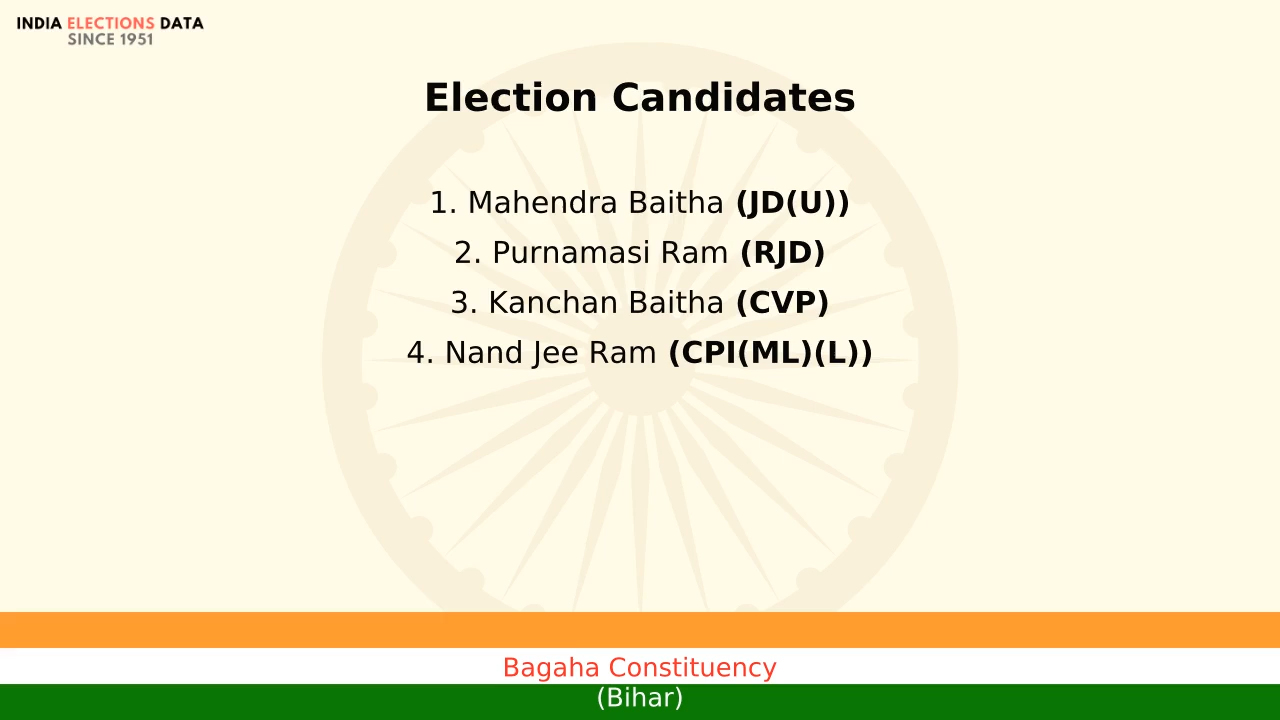 INDIA ELECTIONS DATA
SINCE 1951
Election Candidates
1. Mahendra Baitha (JD(U))
2. Purnamasi Ram (RJD)
3. Kanchan Baitha (CVP)
4. Nand Jee Ram (CPI(ML)(L))
Bagaha Constituency
(Bihar)